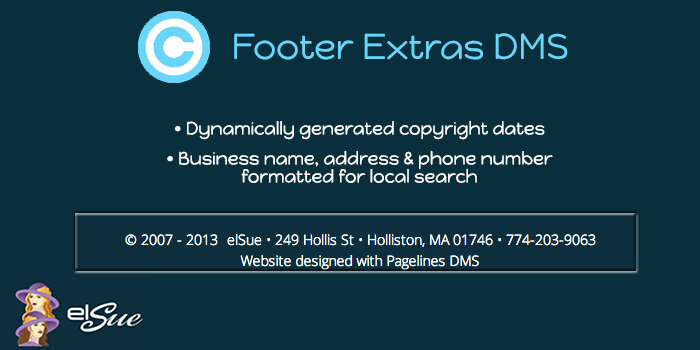 © Footer Extras DMS
• Dynamically generated copyright dates
• Business name, address & phone number
formatted for local search
© 2007 - 2013 elSue • 249 Hollis St • Holliston, MA 01746 • 774-203-9063
Website designed with Pagelines DMS
elSue